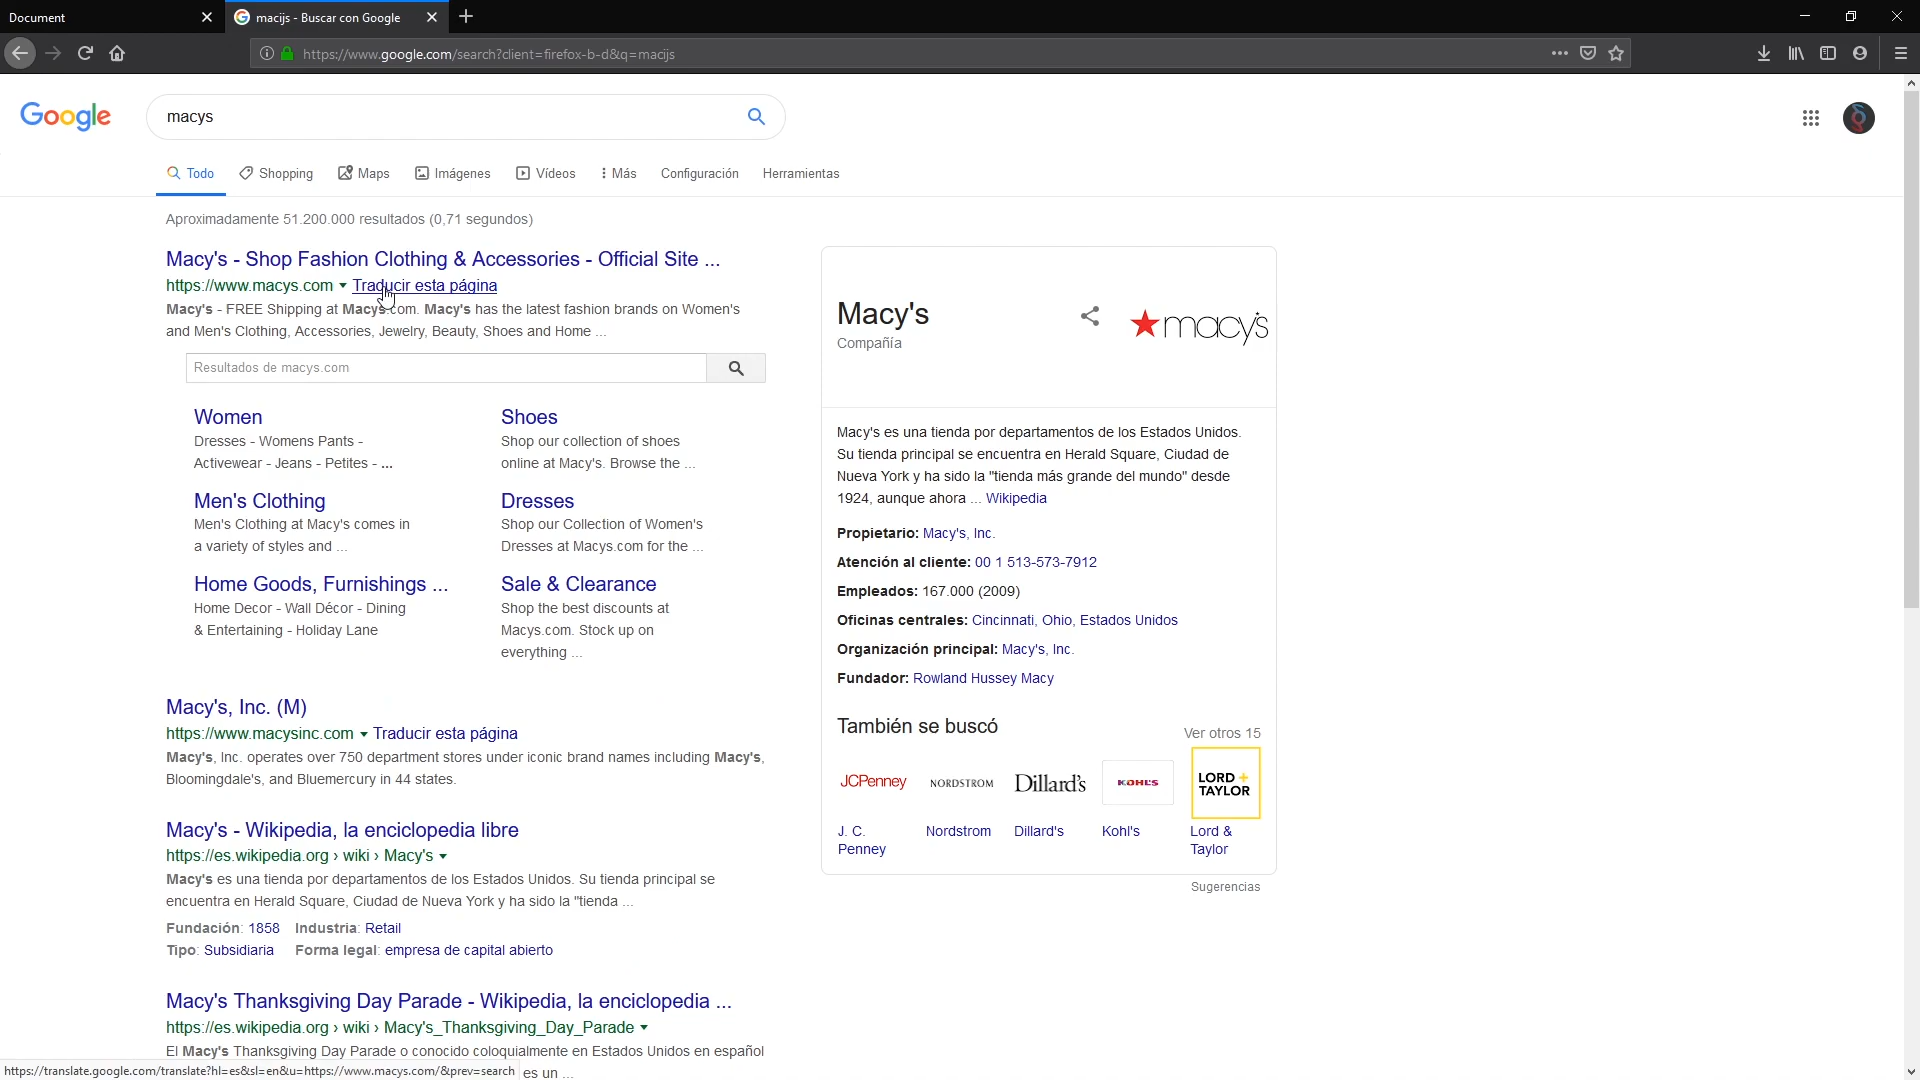 Document
macijs - Buscar con Google
https://www.google.com/search?client=firefox-b-d&q=macijs
Google
macys
Todo
Shopping
Maps
Imágenes
Vídeos
Más
Configuración
Herramientas
Aproximadamente 51.200.000 resultados (0,71 segundos)
Macy's - Shop Fashion Clothing & Accessories - Official Site ...
https://www.macys.com Traducir esta página
Macy's - FREE Shipping at Macys.com. Macy's has the latest fashion brands on Women's
and Men's Clothing, Accessories, Jewelry, Beauty, Shoes and Home ...
Resultados de macys.com
Women
Dresses - Womens Pants -
Activewear - Jeans - Petites - ...
Shoes
Shop our collection of shoes
online at Macy's. Browse the ...
Men's Clothing
Men's Clothing at Macy's comes in
a variety of styles and ...
Dresses
Shop our Collection of Women's
Dresses at Macys.com for the ...
Home Goods, Furnishings ...
Home Decor - Wall Décor - Dining
& Entertaining - Holiday Lane
Sale & Clearance
Shop the best discounts at
Macys.com. Stock up on
everything ...
Macy's, Inc. (M)
https://www.macysinc.com Traducir esta página
Macy's, Inc. operates over 750 department stores under iconic brand names including Macy's,
Bloomingdale's, and Bluemercury in 44 states.
Macy's - Wikipedia, la enciclopedia libre
https://es.wikipedia.org › wiki › Macy's
Macy's es una tienda por departamentos de los Estados Unidos. Su tienda principal se
encuentra en Herald Square, Ciudad de Nueva York y ha sido la "tienda ...
Fundación: 1858 Industria: Retail
Tipo: Subsidiaria Forma legal: empresa de capital abierto
Macy's Thanksgiving Day Parade - Wikipedia, la enciclopedia ...
https://es.wikipedia.org › wiki › Macy's_Thanksgiving_Day_Parade
El Macy's Thanksgiving Day Parade o conocido coloquialmente en Estados Unidos en español
es un ...
https://translate.google.com/translate?hl=es&sl=en&u=https://www.macys.com/&prev=search
Macy's
Compañía
macy's
Macy's es una tienda por departamentos de los Estados Unidos.
Su tienda principal se encuentra en Herald Square, Ciudad de
Nueva York y ha sido la "tienda más grande del mundo" desde
1924, aunque ahora ... Wikipedia
Propietario: Macy's, Inc.
Atención al cliente: 00 1 513-573-7912
Empleados: 167.000 (2009)
Oficinas centrales: Cincinnati, Ohio, Estados Unidos
Organización principal: Macy's, Inc.
Fundador: Rowland Hussey Macy
También se buscó
Ver otros 15
JCPenney
NORDSTROM
Dillard's
KOHL'S
LORD +
TAYLOR
J. C.
Penney
Nordstrom
Dillard's
Kohl's
Lord &
Taylor
Sugerencias